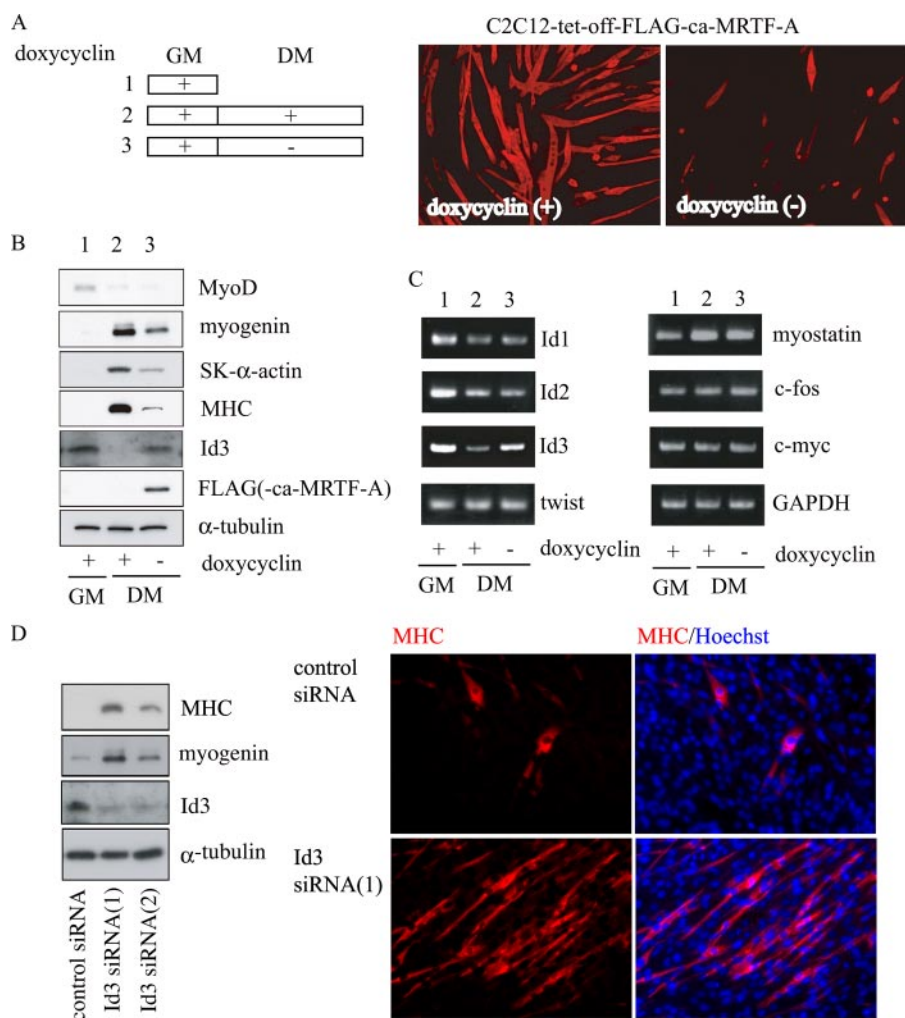 A
doxycyclin GM DM
1 +
2 + +
3 + -
C2C12-tet-off-FLAG-ca-MRTF-A
doxycyclin (+)
doxycyclin (-)
B
1 2 3
MyoD
myogenin
SK-α-actin
MHC
Id3
FLAG(-ca-MRTF-A)
α-tubulin
+ + - doxycyclin
GM DM
C
1 2 3
Id1
Id2
Id3
twist
+ + - doxycyclin
GM DM
1 2 3
myostatin
c-fos
c-myc
GAPDH
+ + - doxycyclin
GM DM
D
MHC
myogenin
Id3
α-tubulin
control siRNA
Id3 siRNA(1)
Id3 siRNA(2)
MHC
MHC/Hoechst
control
siRNA
Id3
siRNA(1)